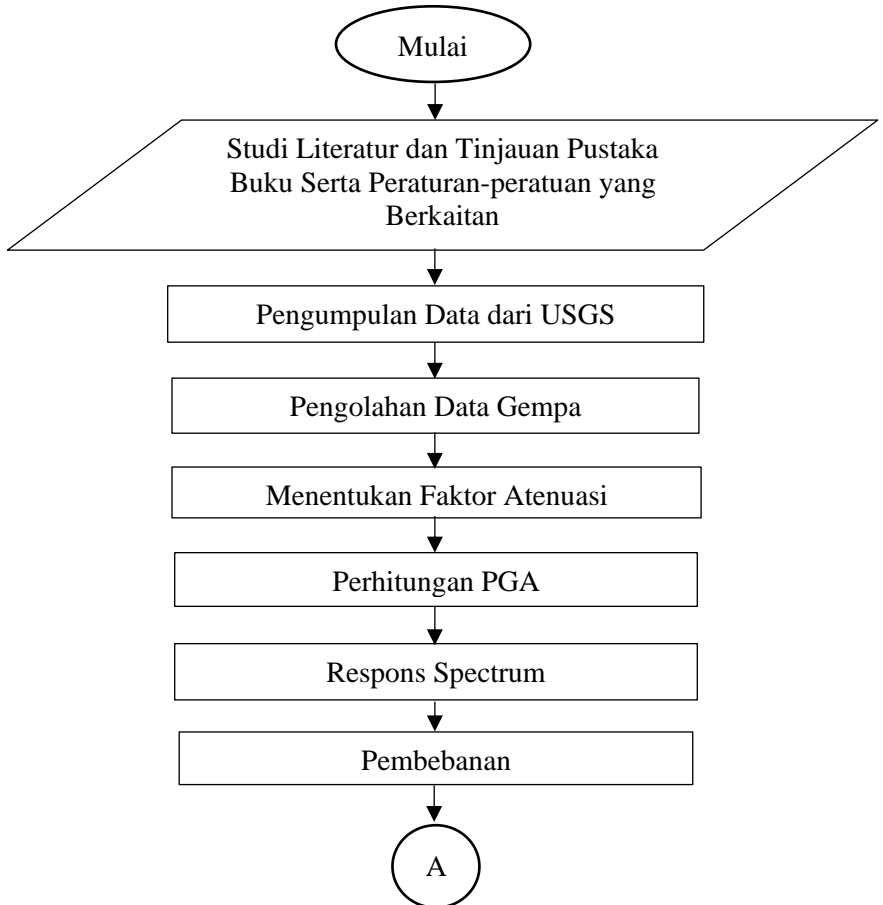 Mulai
Studi Literatur dan Tinjauan Pustaka
Buku Serta Peraturan-peratuan yang
Berkaitan
Pengumpulan Data dari USGS
Pengolahan Data Gempa
Menentukan Faktor Atenuasi
Perhitungan PGA
Respons Spectrum
Pembebanan
A